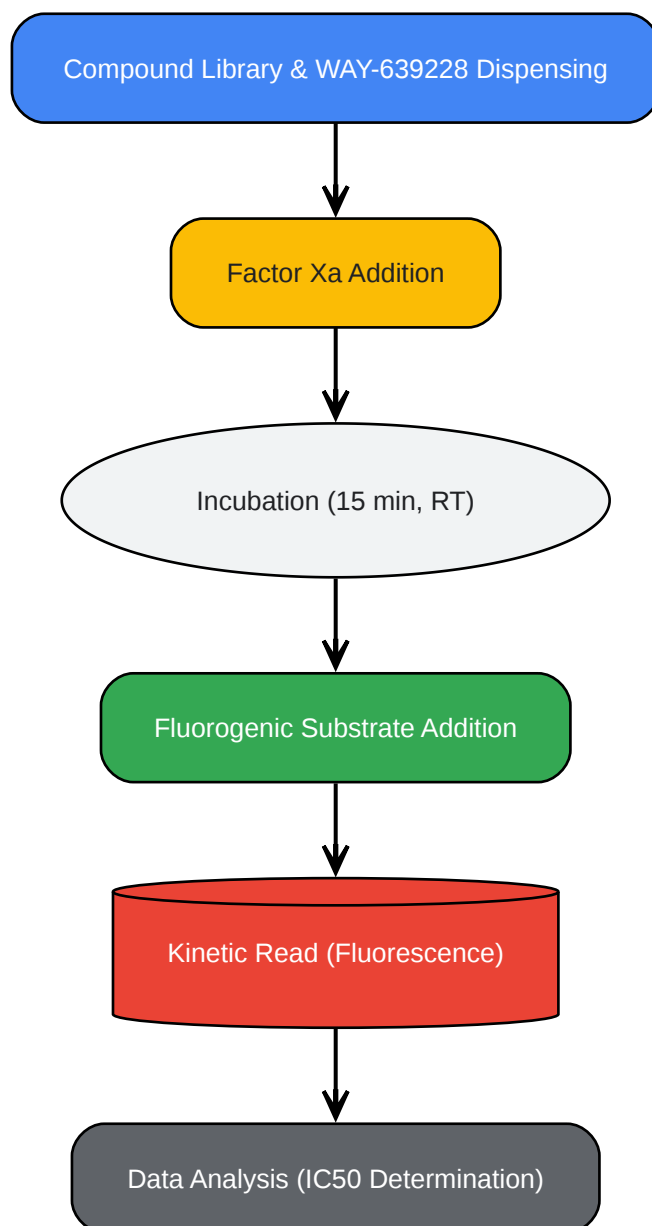 Compound Library & WAY-639228 Dispensing
Factor Xa Addition
Incubation (15 min, RT)
Fluorogenic Substrate Addition
Kinetic Read (Fluorescence)
Data Analysis (IC50 Determination)